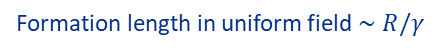 Formation length in uniform field ~ R/γ